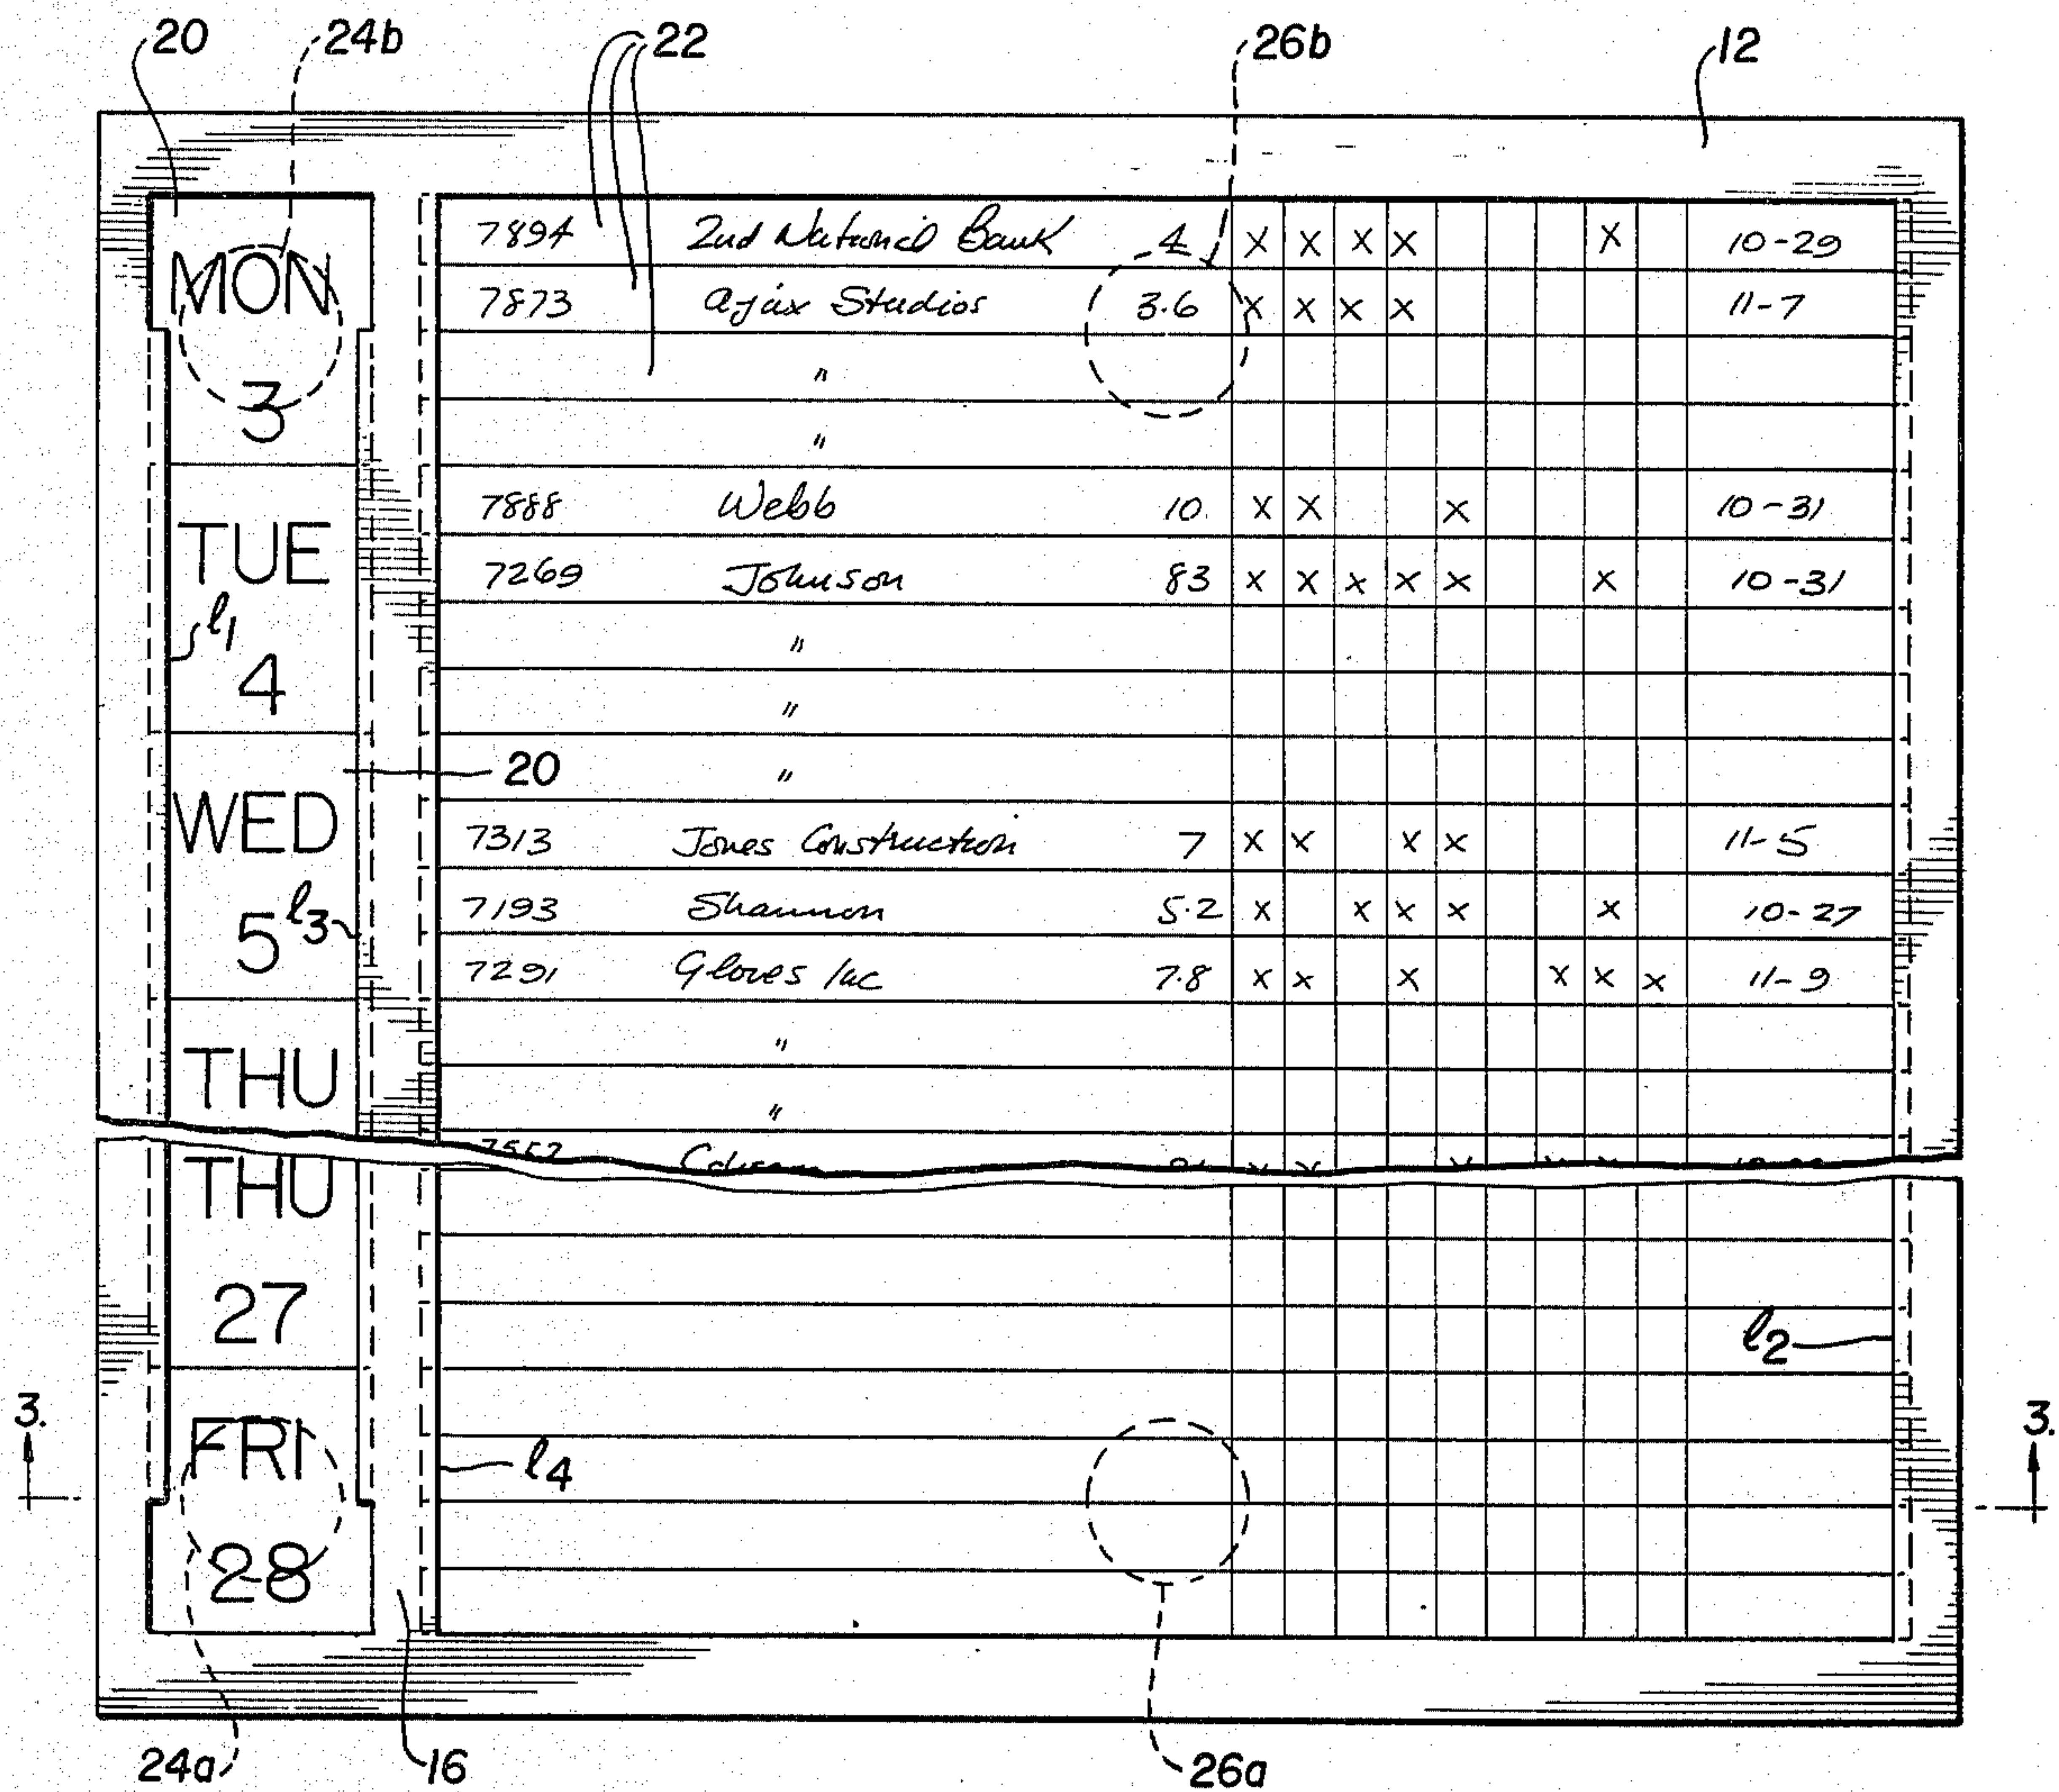 20 24b 22 26b 12
7894 2nd National Bank 4 X X X X X 10-29
MON
7873 Ajax Studios 3.6 X X X X 11-7
"
3
"
7888 Webb 10 X X X 10-31
TUE
7269 Johnson 83 X X X X X X 10-31
l1
"
4
"
20 "
WED
7313 Jones Construction 7 X X X X 11-5
5 l3 7193 Shannon 5.2 X X X X X 10-27
7291 Gloves Inc 7.8 X X X X X X 11-9
"
THU
"
THU
27
l2
3. 3.
FRI
l4
28
24a 16 26a